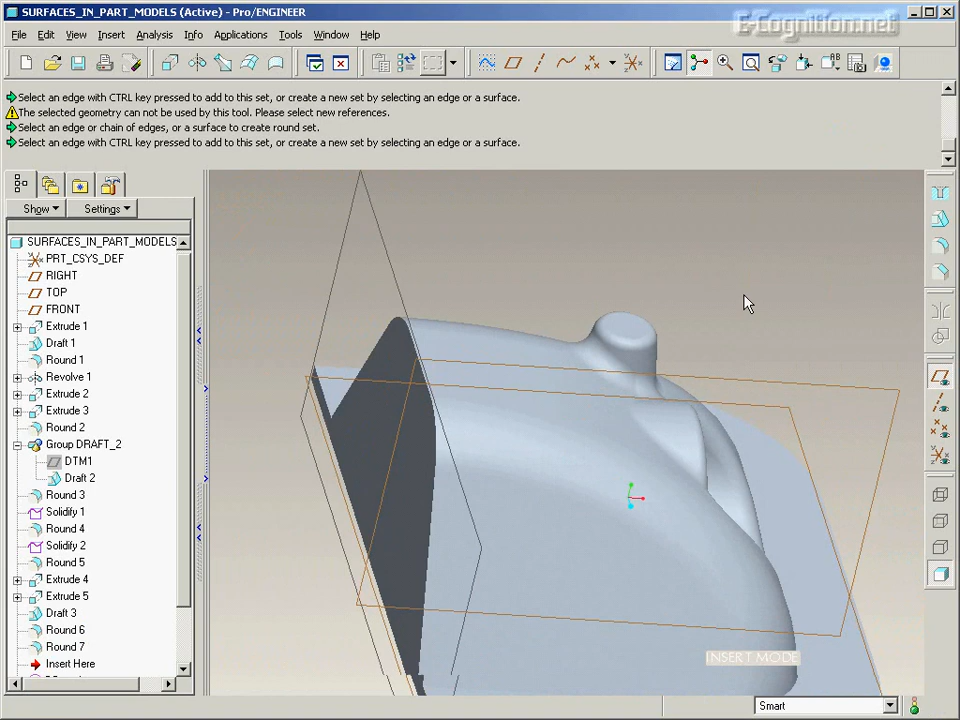 SURFACES_IN_PART_MODELS (Active) - Pro/ENGINEER
E-Cognition.net
File Edit View Insert Analysis Info Applications Tools Window Help
Select an edge with CTRL key pressed to add to this set, or create a new set by selecting an edge or a surface.
The selected geometry can not be used by this tool. Please select new references.
Select an edge or chain of edges, or a surface to create round set.
Select an edge with CTRL key pressed to add to this set, or create a new set by selecting an edge or a surface.
Show Settings
SURFACES_IN_PART_MODELS
PRT_CSYS_DEF
RIGHT
TOP
FRONT
Extrude 1
Draft 1
Round 1
Revolve 1
Extrude 2
Extrude 3
Round 2
Group DRAFT_2
DTM1
Draft 2
Round 3
Solidify 1
Round 4
Solidify 2
Round 5
Extrude 4
Extrude 5
Draft 3
Round 6
Round 7
Insert Here
INSERT MODE
Smart